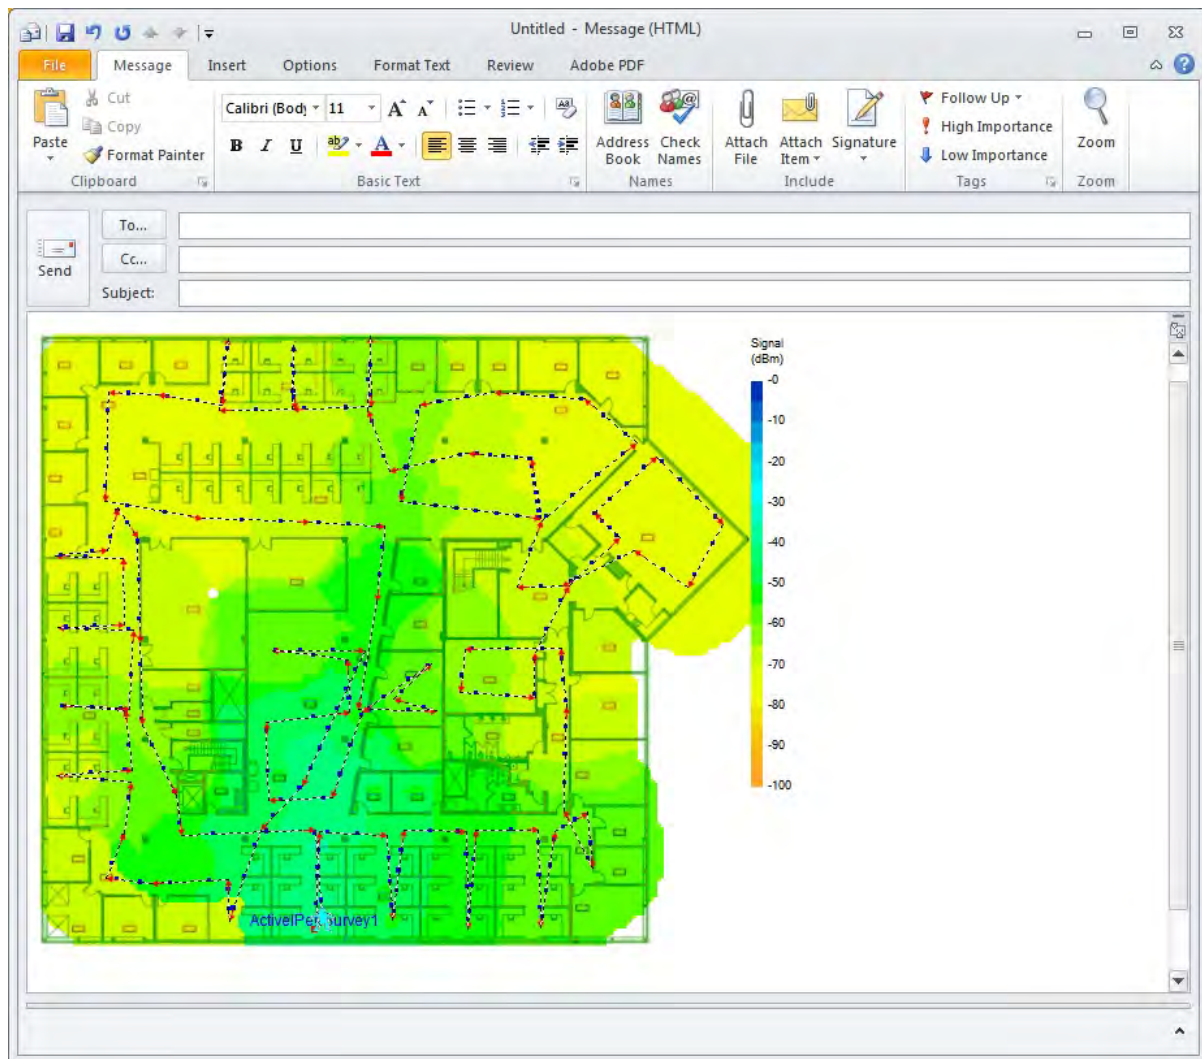 Untitled - Message (HTML)
File Message Insert Options Format Text Review Adobe PDF
Cut
Copy
Format Painter
Paste
Clipboard
Calibri (Body 11
B I U
Basic Text
Address Book
Check Names
Names
Attach File
Attach Item
Signature
Include
Follow Up
High Importance
Low Importance
Tags
Zoom
Zoom
Send
To...
Cc...
Subject:
Signal
(dBm)
-0
-10
-20
-30
-40
-50
-60
-70
-80
-90
-100